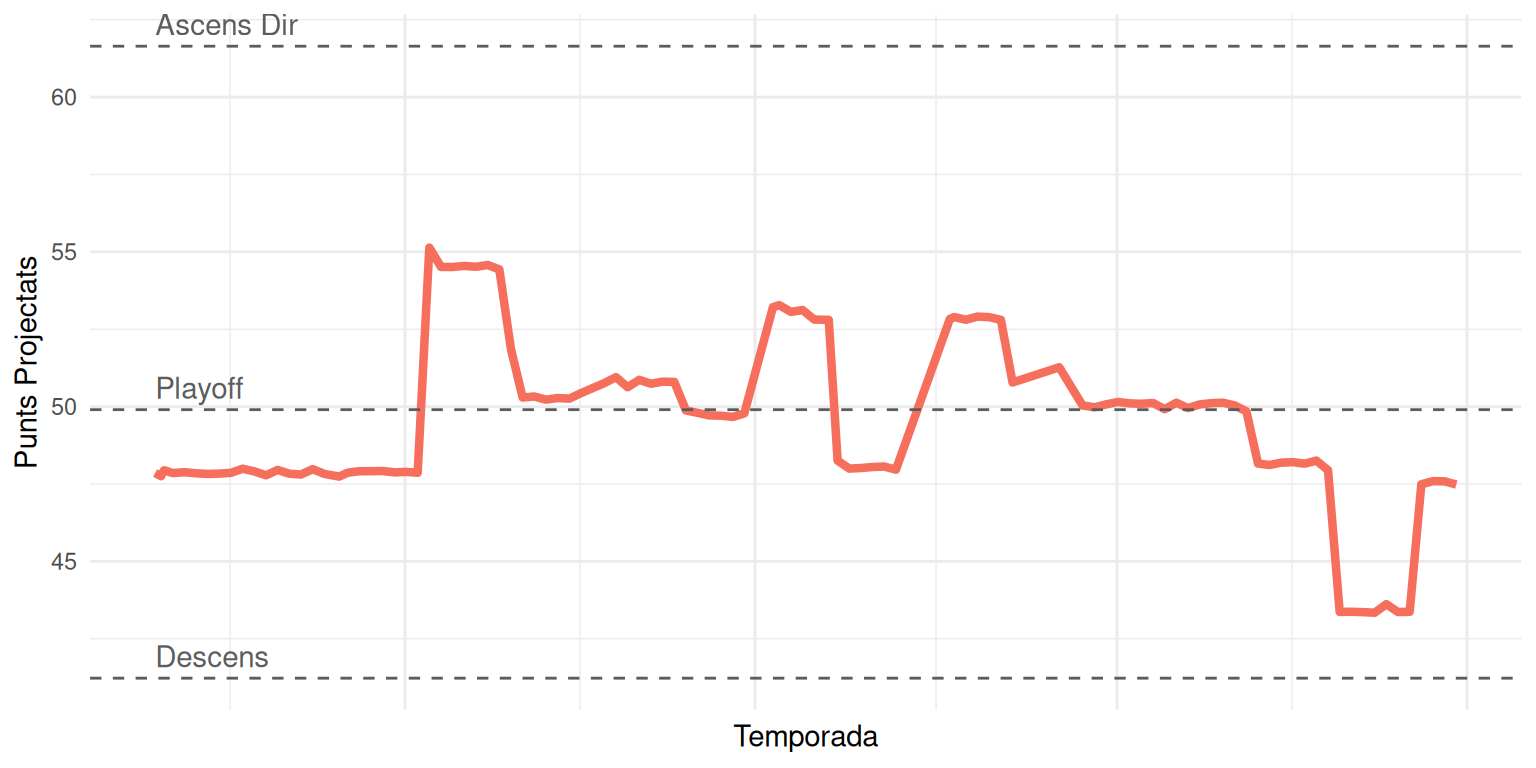 Ascens Dir
60
55
Playoff
50
45
Descens
Punts Projectats
Temporada